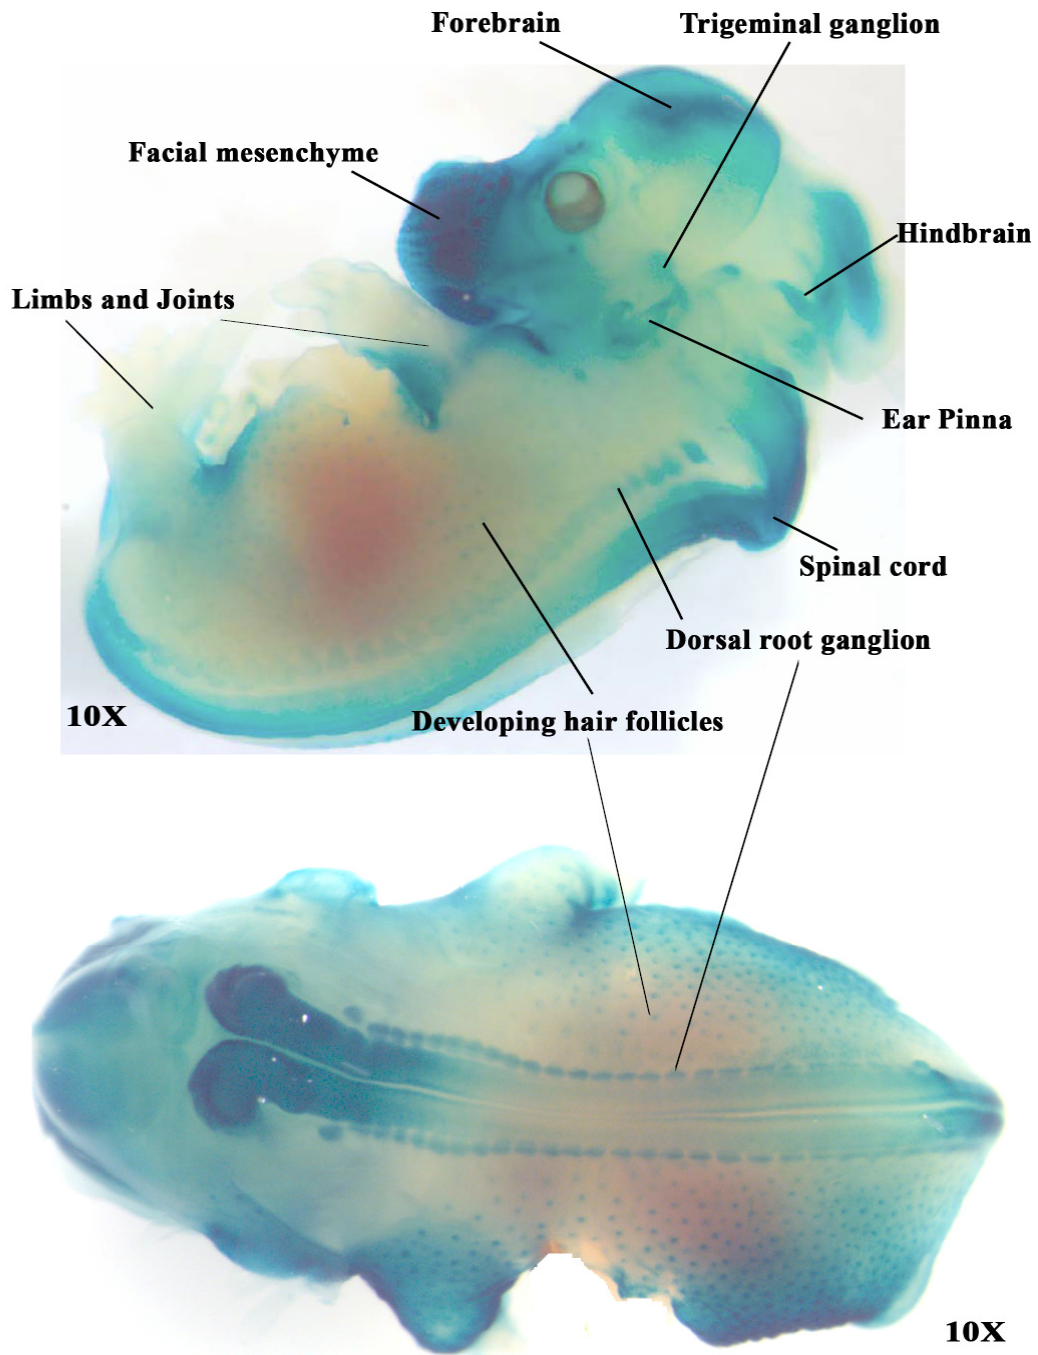 Forebrain
Trigeminal ganglion
Facial mesenchyme
Hindbrain
Limbs and Joints
Ear Pinna
Spinal cord
Dorsal root ganglion
10X
Developing hair follicles
10X